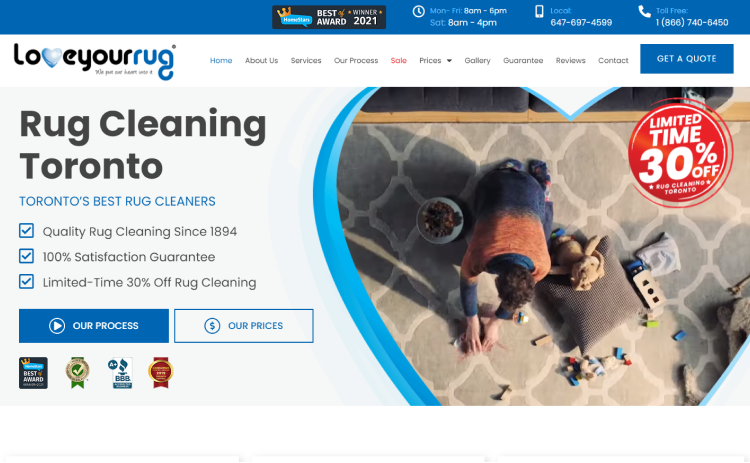 HomeStars
BEST of AWARD
★ WINNER ★
2021
Mon- Fri: 8am - 6pm
Sat: 8am - 4pm
Local:
647-697-4599
Toll Free:
1 (866) 740-6450
Loveyourrug
We put our heart into it
Home
About Us
Services
Our Process
Sale
Prices
Gallery
Guarantee
Reviews
Contact
GET A QUOTE
Rug Cleaning
Toronto
TORONTO'S BEST RUG CLEANERS
Quality Rug Cleaning Since 1894
100% Satisfaction Guarantee
Limited-Time 30% Off Rug Cleaning
OUR PROCESS
$ OUR PRICES
LIMITED
TIME
30% OFF
★ RUG CLEANING ★
TORONTO
HomeStars
BEST of
AWARD
A+
BBB